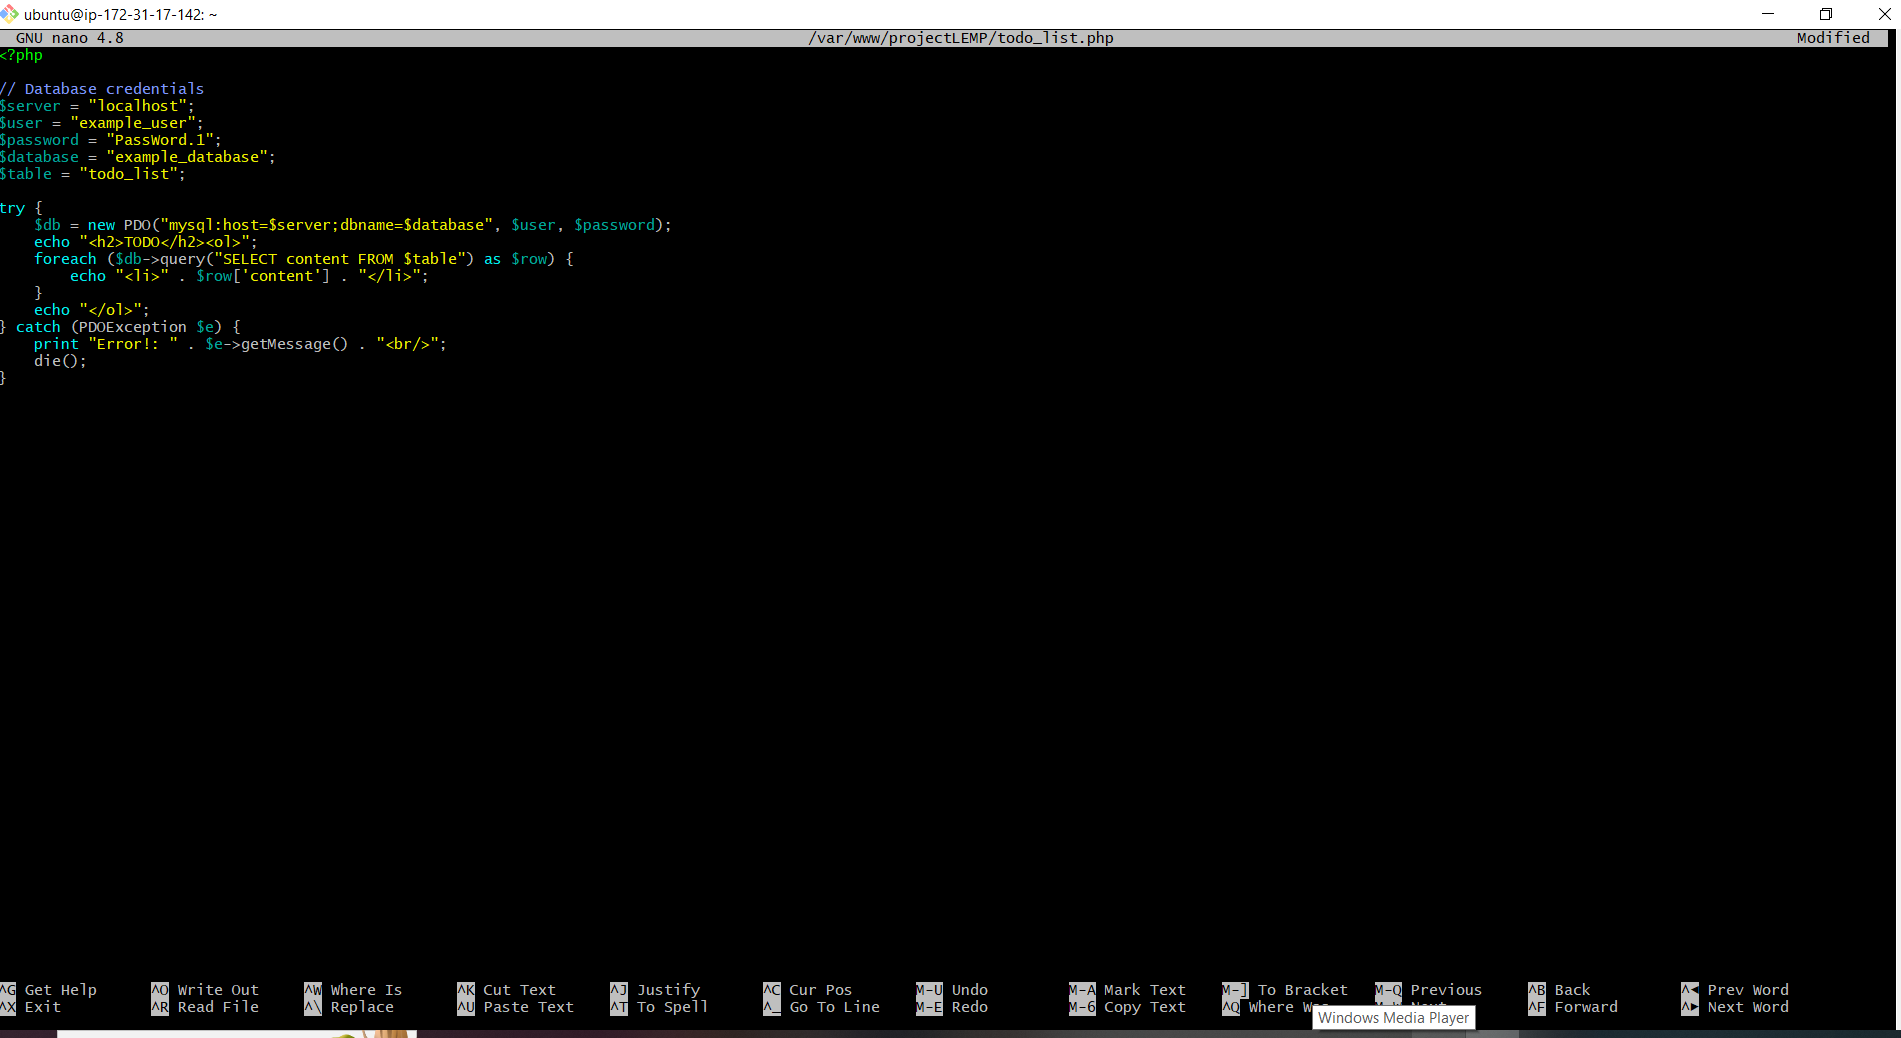 ubuntu@ip-172-31-17-142: ~
GNU nano 4.8 /var/www/projectLEMP/todo_list.php Modified
<?php
// Database credentials
$server = "localhost";
$user = "example_user";
$password = "PassWord.1";
$database = "example_database";
$table = "todo_list";
try {
    $db = new PDO("mysql:host=$server;dbname=$database", $user, $password);
    echo "<h2>TODO</h2><ol>";
    foreach ($db->query("SELECT content FROM $table") as $row) {
        echo "<li>" . $row['content'] . "</li>";
    }
    echo "</ol>";
} catch (PDOException $e) {
    print "Error!: " . $e->getMessage() . "<br/>";
    die();
}
^G Get Help ^O Write Out ^W Where Is ^K Cut Text ^J Justify ^C Cur Pos M-U Undo M-A Mark Text M-] To Bracket M-Q Previous ^B Back ^◄ Prev Word
^X Exit ^R Read File ^\ Replace ^U Paste Text ^T To Spell ^_ Go To Line M-E Redo M-6 Copy Text ^Q Where ^F Forward ^► Next Word
Windows Media Player